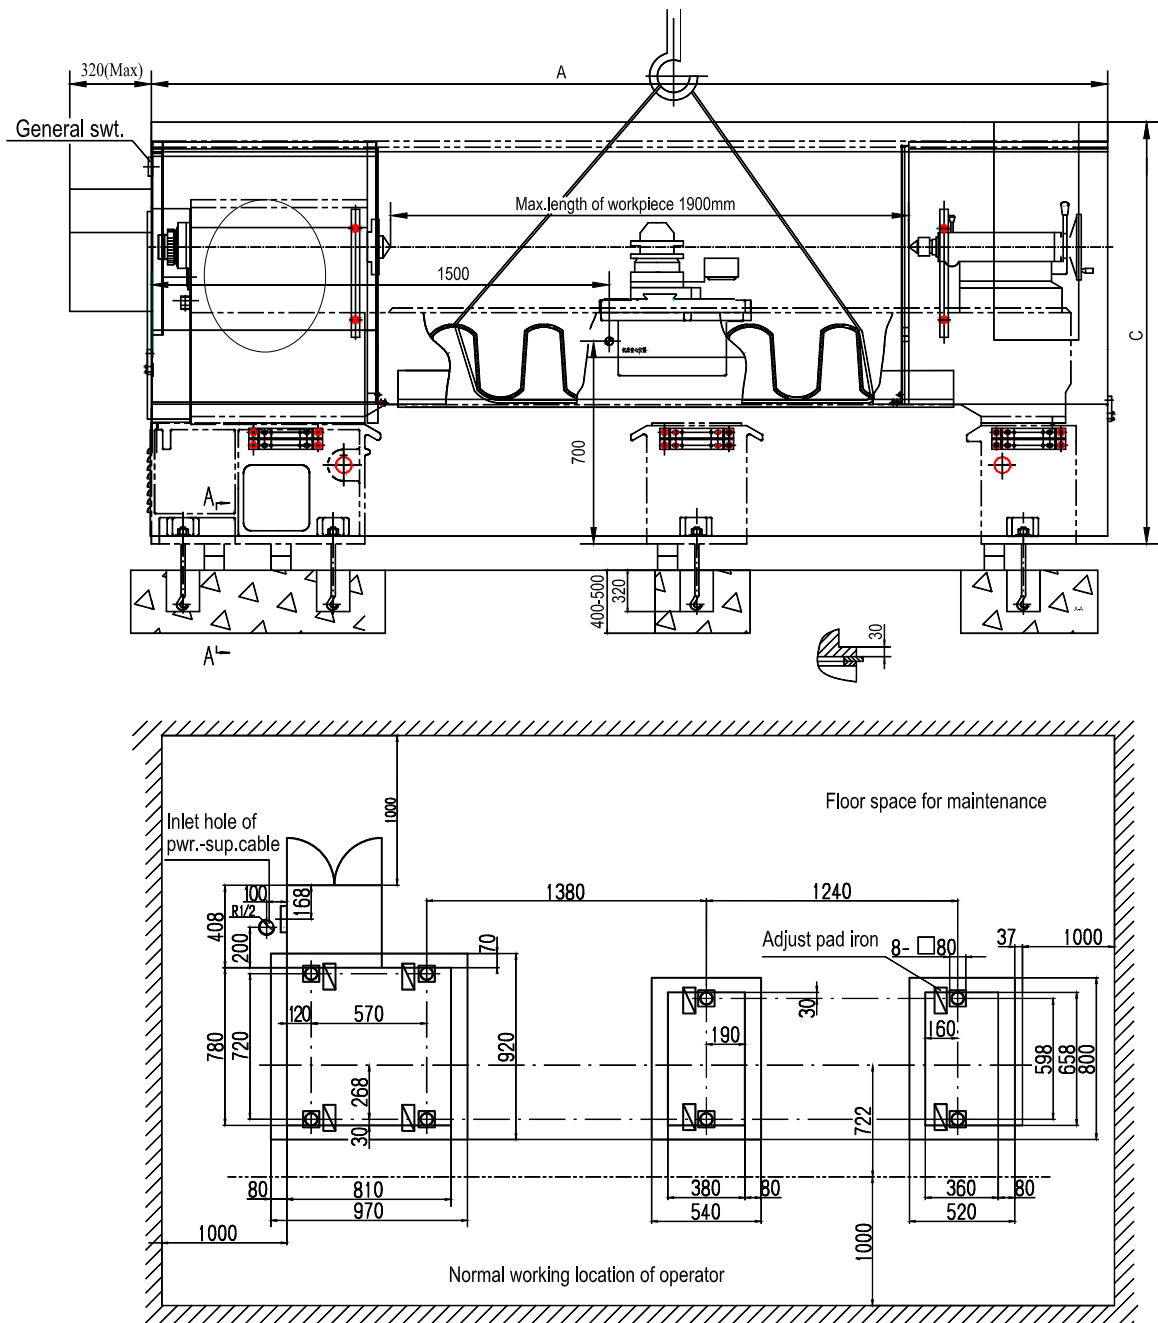 320(Max)
A
General swt.
Max.length of workpiece 1900mm
1500
C
700
A
400-500
320
A-A
A
30
1000
Floor space for maintenance
Inlet hole of
pwr.-sup.cable
1380
1240
100
168
R1/2
408
200
70
Adjust pad iron
8- □80
37
1000
120
570
30
190
160
780
720
920
598
658
800
268
30
722
80
810
970
380
80
540
360
80
520
1000
1000
Normal working location of operator